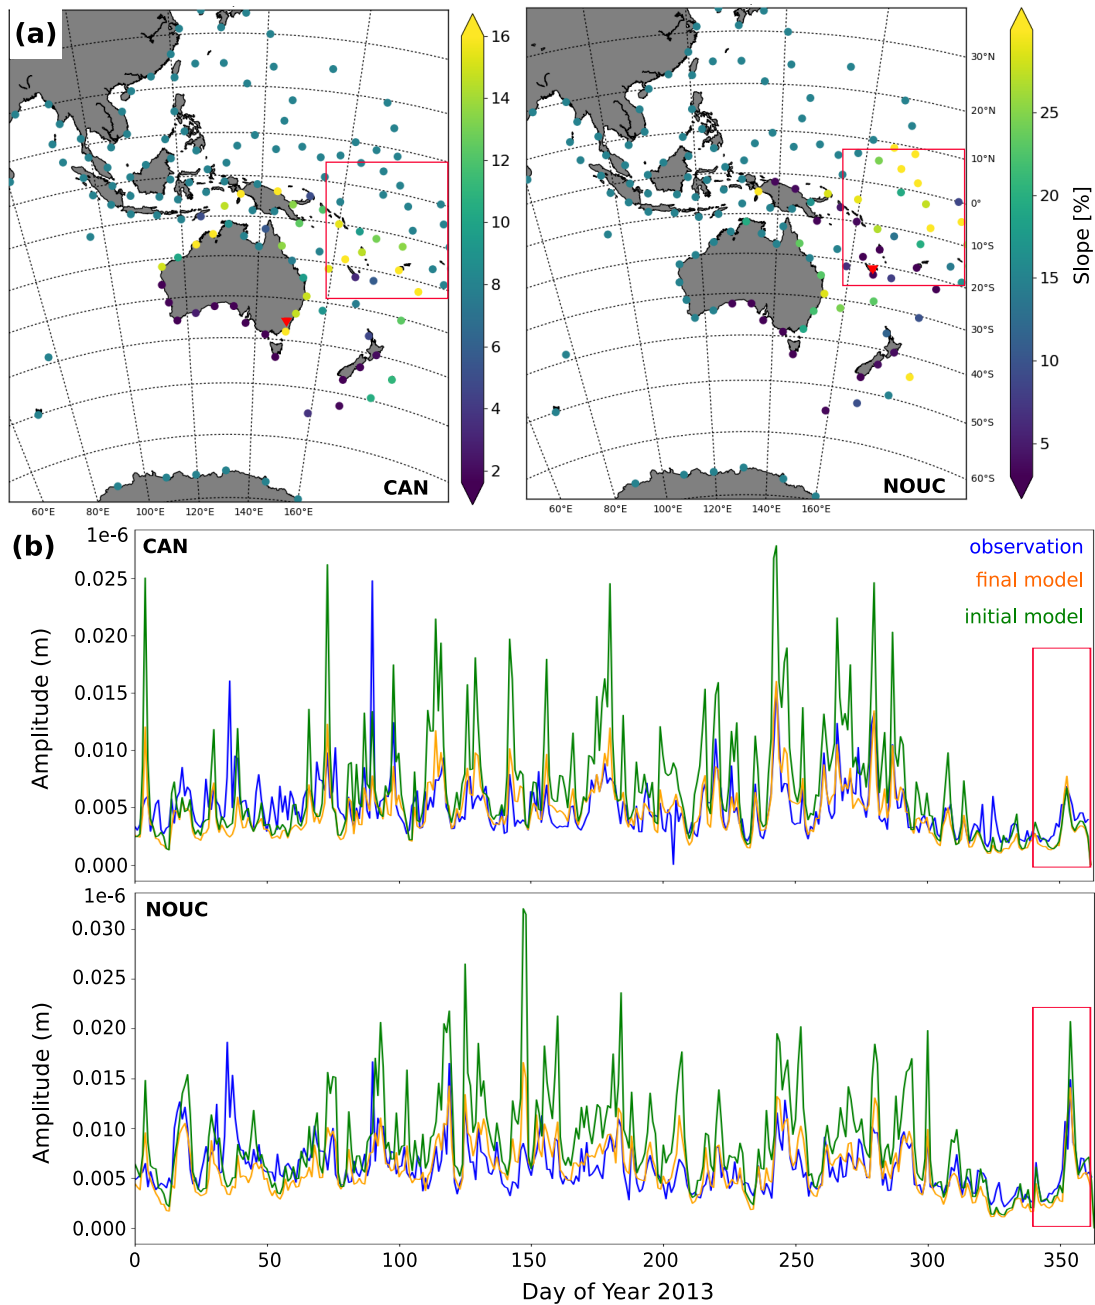 (a)
CAN
16
14
12
10
8
6
4
2
60°E
80°E
100°E
120°E
140°E
160°E
NOUC
30°N
20°N
10°N
0°
10°S
20°S
30°S
40°S
50°S
60°S
60°E
80°E
100°E
120°E
140°E
160°E
25
20
15
10
5
Slope [%]
(b)
1e-6
CAN
observation
final model
initial model
0.025
0.020
0.015
0.010
0.005
0.000
Amplitude (m)
1e-6
NOUC
0.030
0.025
0.020
0.015
0.010
0.005
0.000
Amplitude (m)
0 50 100 150 200 250 300 350
Day of Year 2013